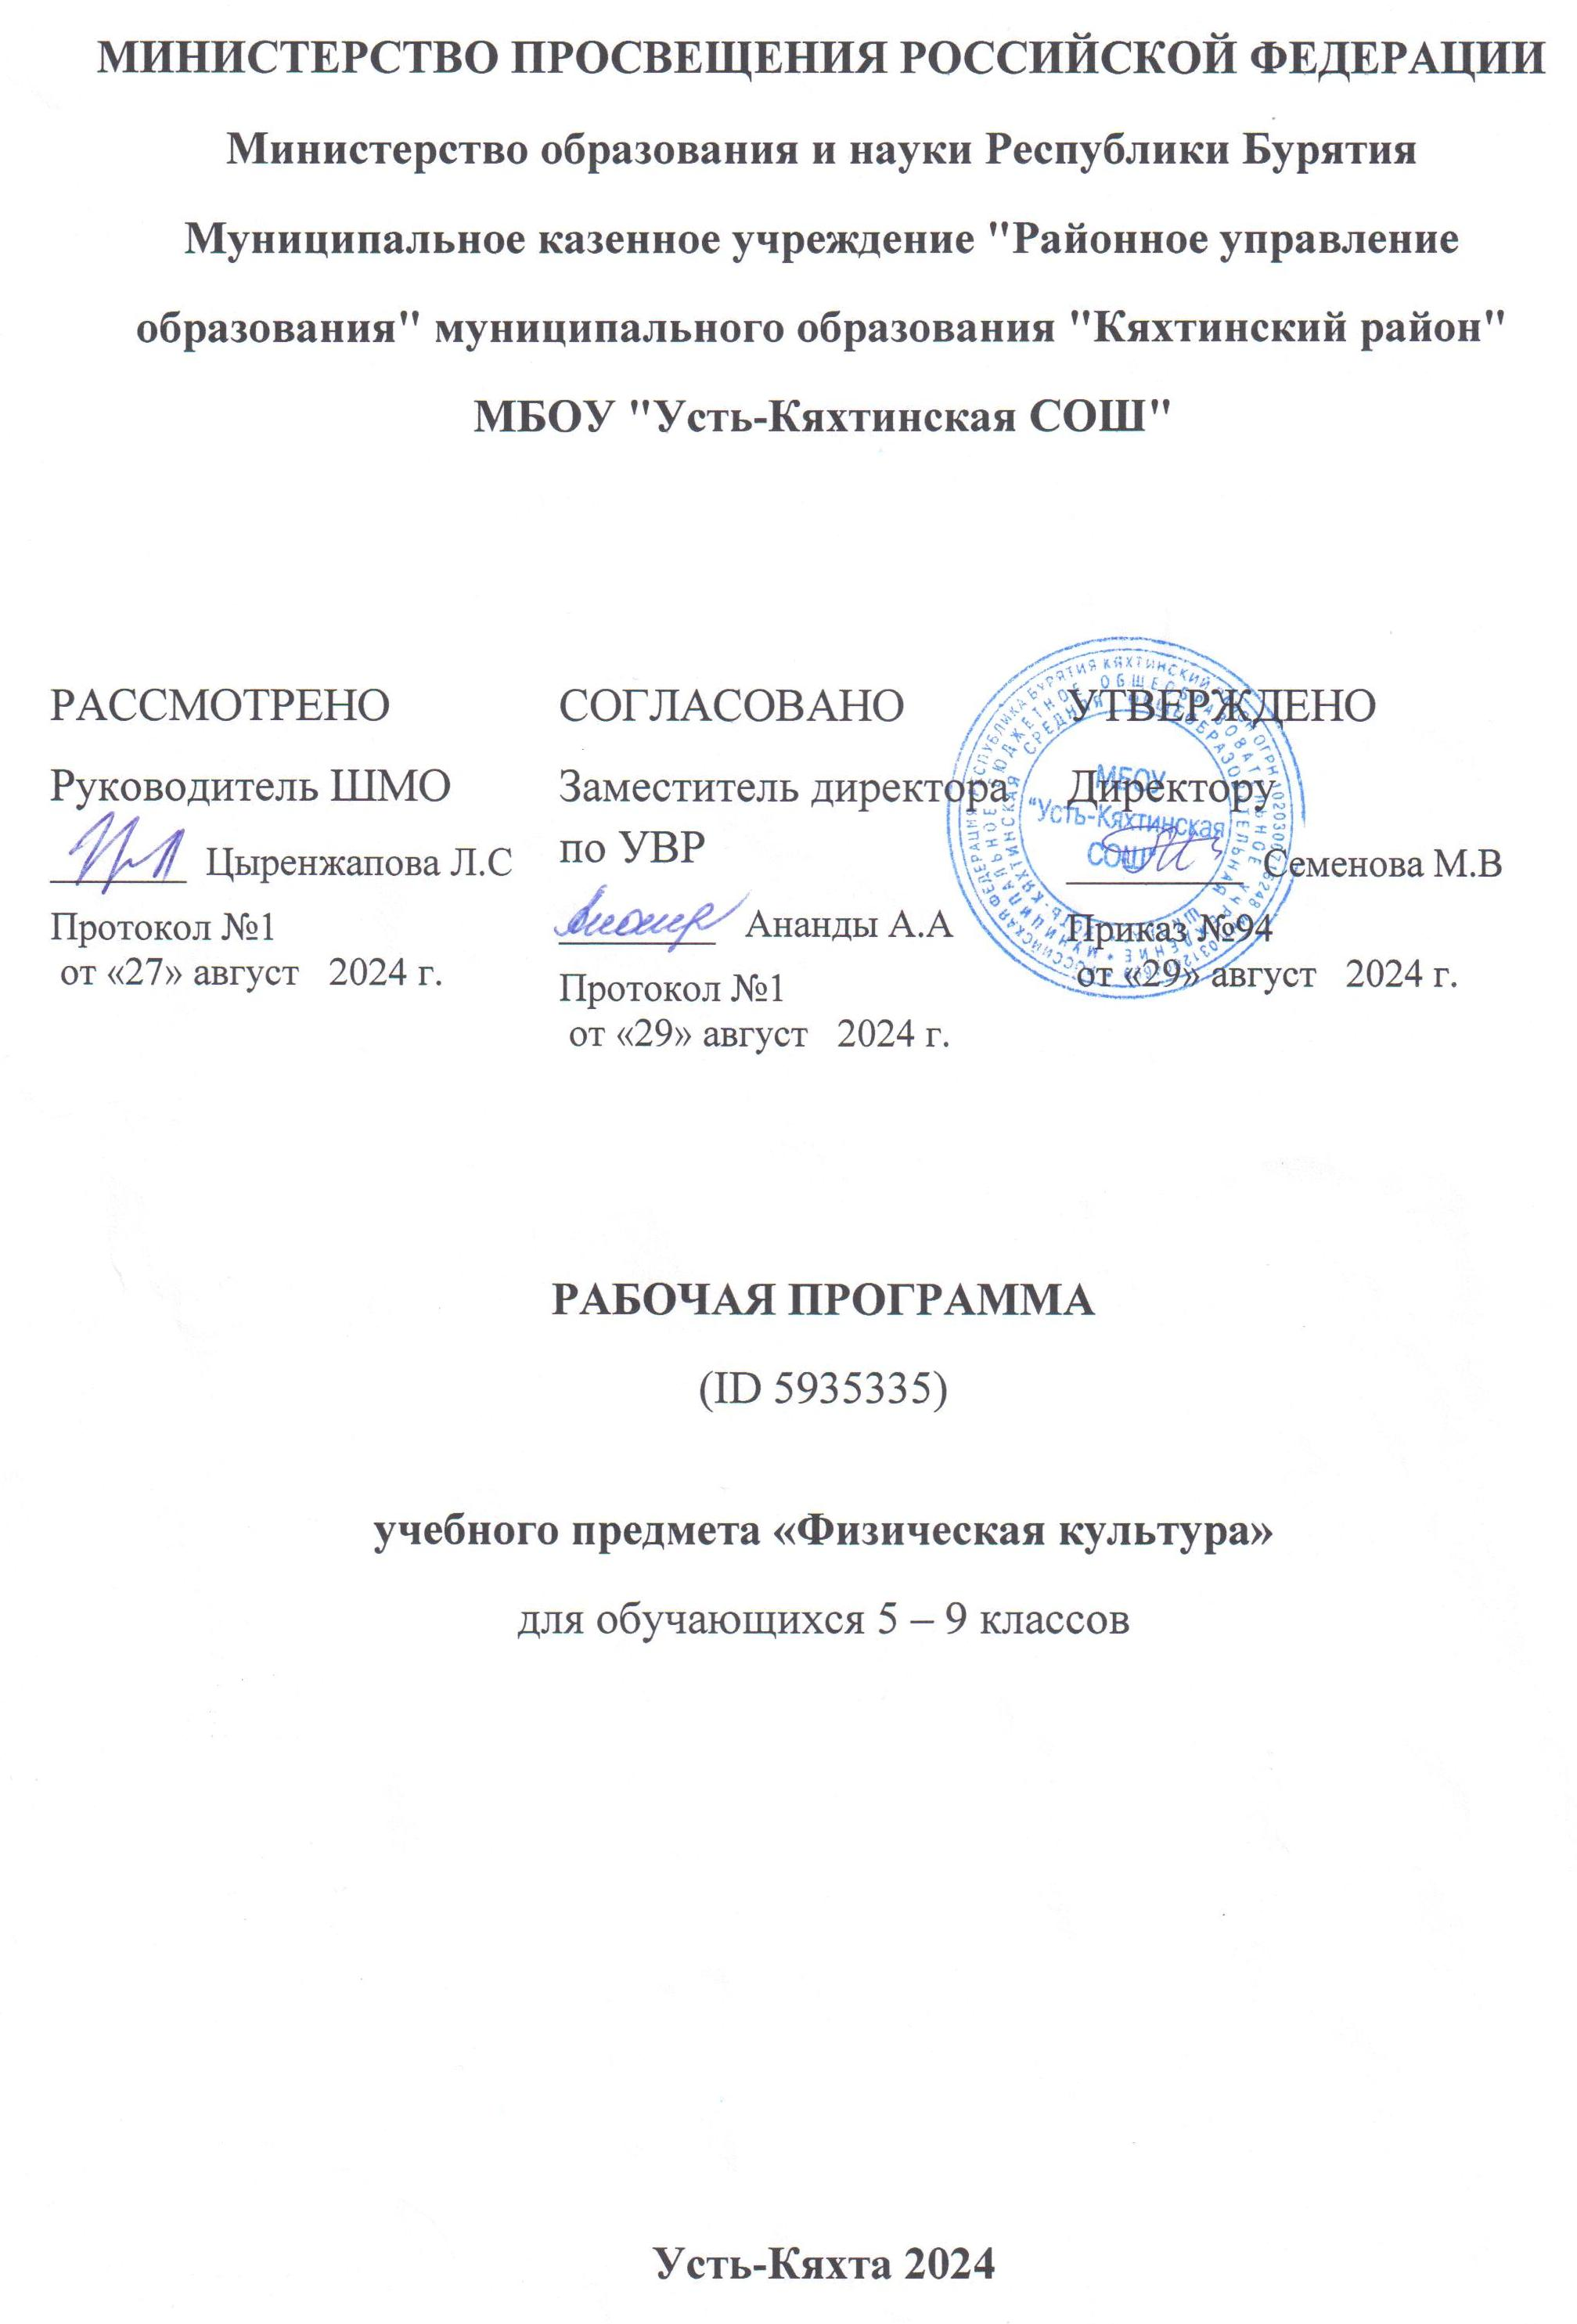 МИНИСТЕРСТВО ПРОСВЕЩЕНИЯ РОССИЙСКОЙ ФЕДЕРАЦИИ
Министерство образования и науки Республики Бурятия
Муниципальное казенное учреждение "Районное управление
образования" муниципального образования "Кяхтинский район"
МБОУ "Усть-Кяхтинская СОШ"
РАССМОТРЕНО
Руководитель ШМО
Цыренжапова Л.С
Протокол №1
от «27» август 2024 г.
СОГЛАСОВАНО
Заместитель директора
по УВР
Ананды А.А
Протокол №1
от «29» август 2024 г.
УТВЕРЖДЕНО
Директору
Семенова М.В
Приказ №94
от «29» август 2024 г.
МБОУ
"Усть-Кяхтинская
СОШ"
РАБОЧАЯ ПРОГРАММА
(ID 5935335)
учебного предмета «Физическая культура»
для обучающихся 5 – 9 классов
Усть-Кяхта 2024